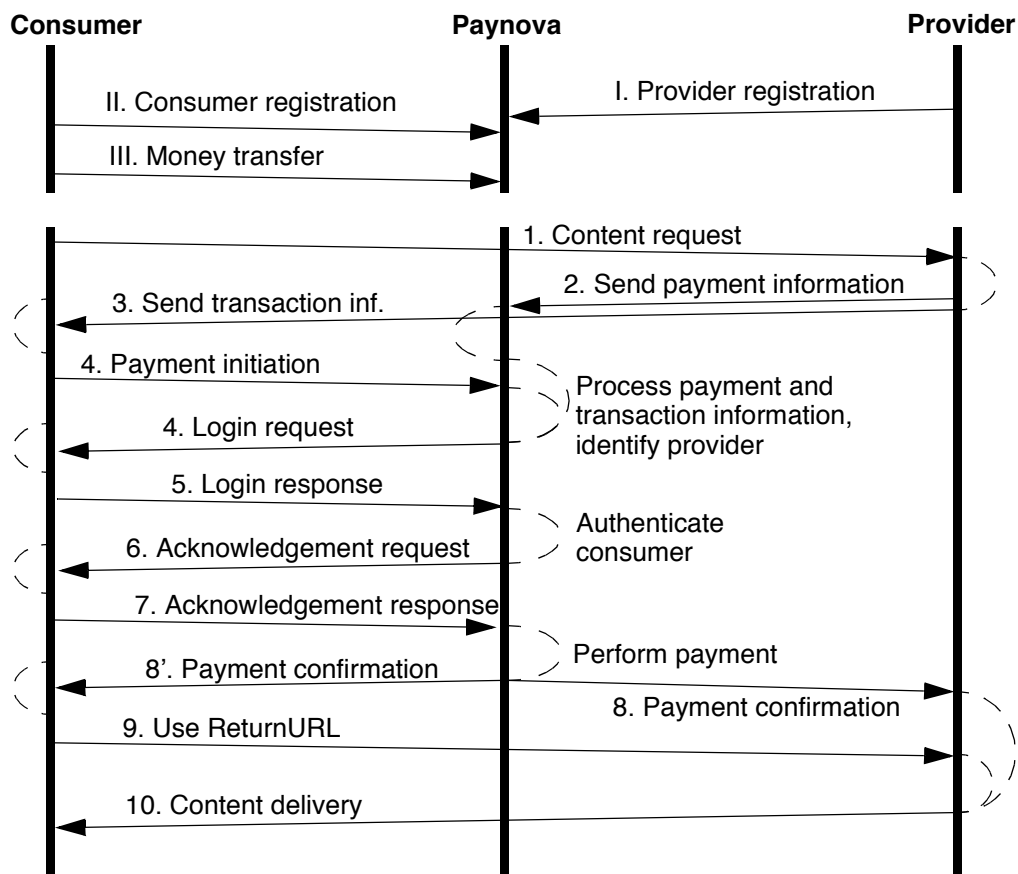 Consumer
Paynova
Provider
II. Consumer registration
I. Provider registration
III. Money transfer
1. Content request
2. Send payment information
3. Send transaction inf.
4. Payment initiation
Process payment and
transaction information,
identify provider
4. Login request
5. Login response
Authenticate
consumer
6. Acknowledgement request
7. Acknowledgement response
Perform payment
8’. Payment confirmation
8. Payment confirmation
9. Use ReturnURL
10. Content delivery